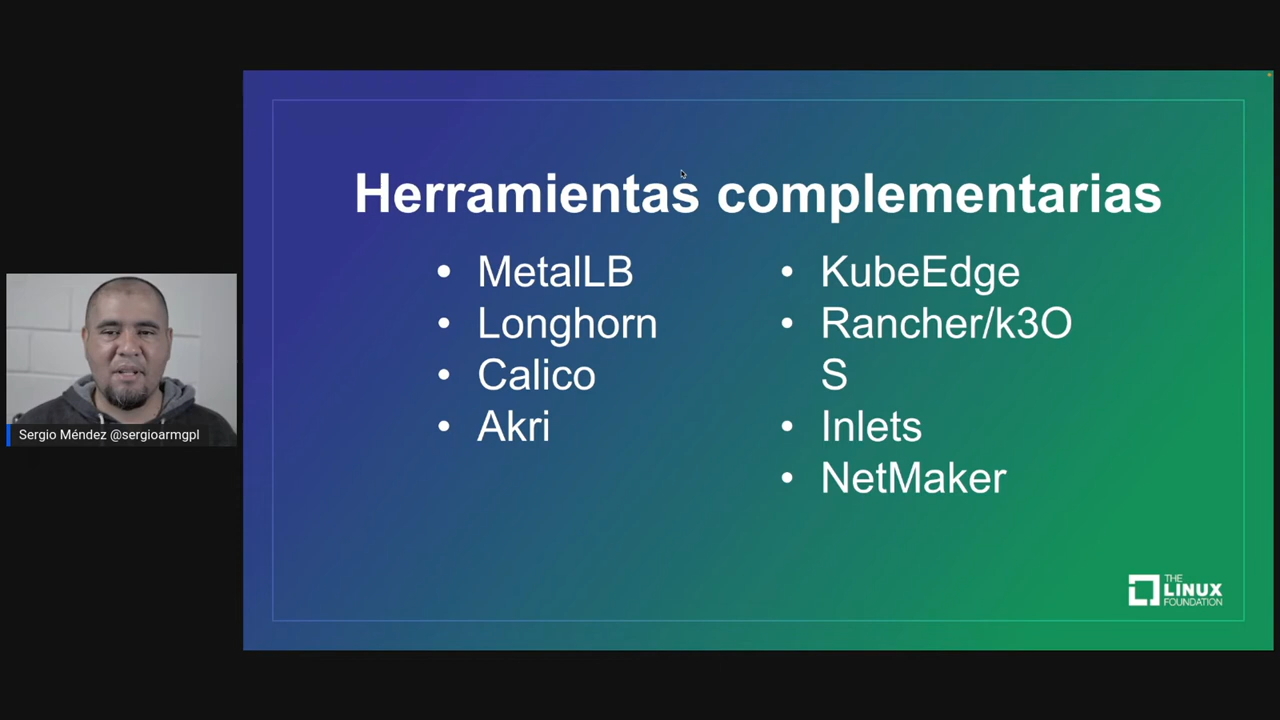 Herramientas complementarias
• MetalLB
• Longhorn
• Calico
• Akri
• KubeEdge
• Rancher/k3O
S
• Inlets
• NetMaker
Sergio Méndez @sergioarmgpl
THE
LINUX
FOUNDATION